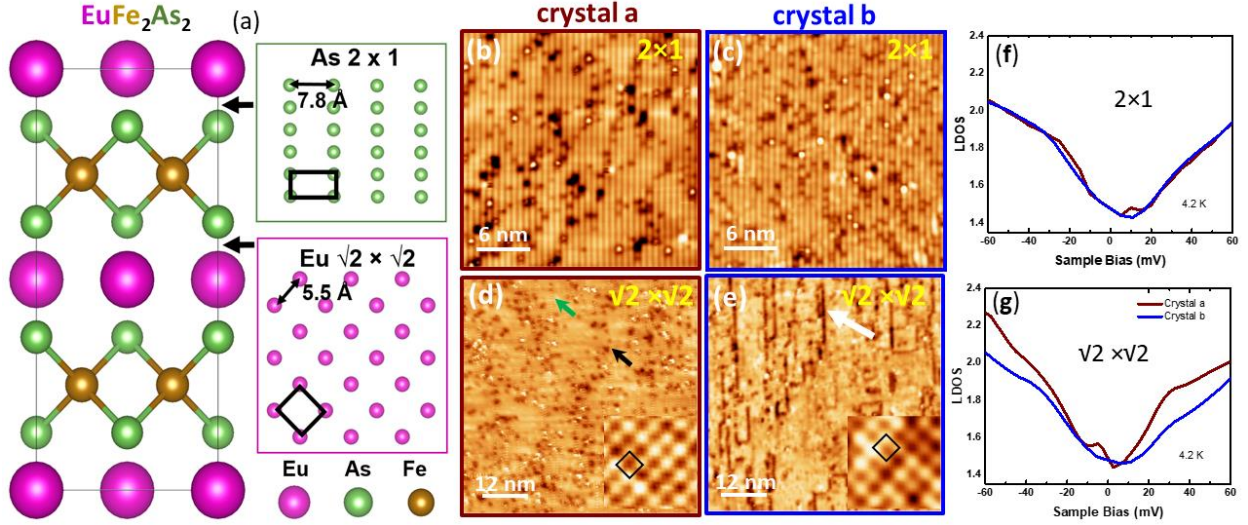 EuFe₂As₂
(a)
As 2 x 1
7.8 Å
Eu √2 × √2
5.5 Å
Eu As Fe
crystal a
crystal b
(b)
2×1
6 nm
(c)
2×1
6 nm
(d)
√2 ×√2
12 nm
(e)
√2 ×√2
12 nm
2.4
2.2
2.0
1.8
1.6
1.4
LDOS
(f)
2×1
4.2 K
-60 -40 -20 0 20 40 60
Sample Bias (mV)
2.4
2.2
2.0
1.8
1.6
1.4
LDOS
(g)
Crystal a
Crystal b
√2 ×√2
4.2 K
-60 -40 -20 0 20 40 60
Sample Bias (mV)